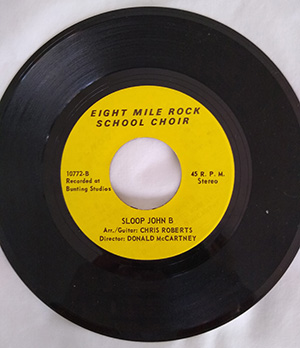 EIGHT MILE ROCK
SCHOOL CHOIR
10772-B
Recorded at
Bunting Studios
45 R. P. M.
Stereo
SLOOP JOHN B
Arr./Guitar: CHRIS ROBERTS
Director: DONALD McCARTNEY